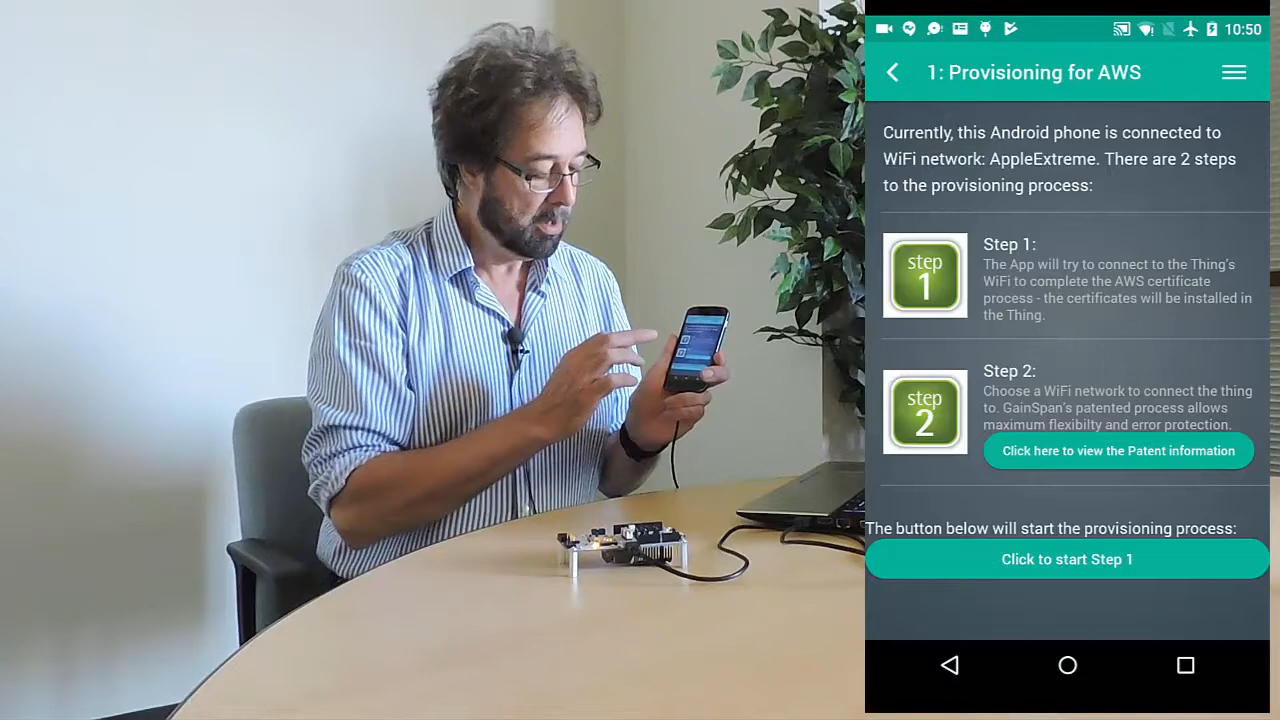 10:50
1: Provisioning for AWS
Currently, this Android phone is connected to
WiFi network: AppleExtreme. There are 2 steps
to the provisioning process:
step
1
Step 1:
The App will try to connect to the Thing's
WiFi to complete the AWS certificate
process - the certificates will be installed in
the Thing.
step
2
Step 2:
Choose a WiFi network to connect the thing
to. GainSpan's patented process allows
maximum flexibilty and error protection.
Click here to view the Patent information
The button below will start the provisioning process:
Click to start Step 1